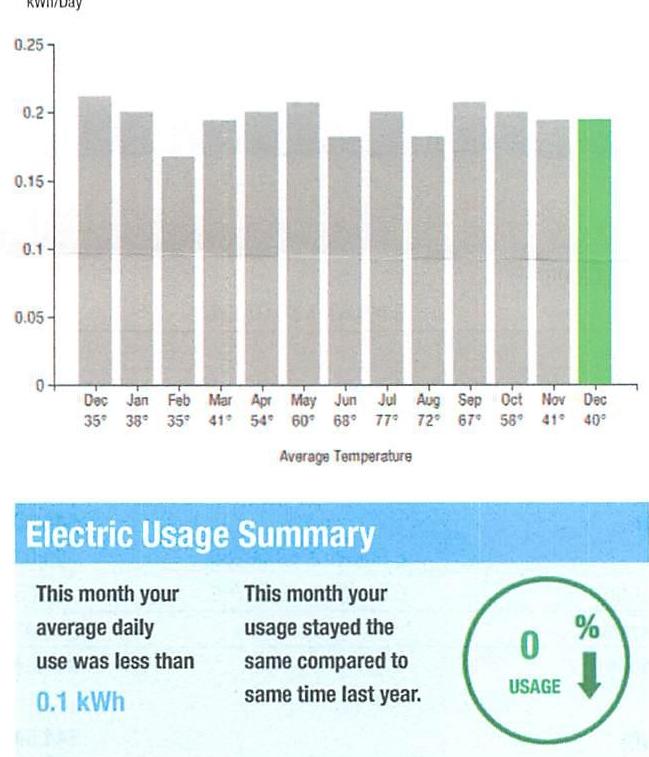 kWh/Day
0.25
0.2
0.15
0.1
0.05
0
Dec Jan Feb Mar Apr May Jun Jul Aug Sep Oct Nov Dec
35° 38° 35° 41° 54° 60° 68° 77° 72° 67° 58° 41° 40°
Average Temperature
Electric Usage Summary
This month your
average daily
use was less than
0.1 kWh
This month your
usage stayed the
same compared to
same time last year.
0 %
USAGE